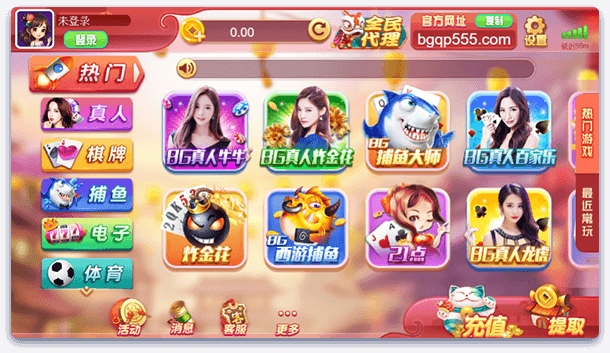 未登录
登录
0.00
全民
代理
官方网址
复制
bgqp555.com
设置
热门
真人
棋牌
捕鱼
电子
体育
BG真人牛牛
BG真人炸金花
BG
捕鱼大师
BG真人百家乐
炸金花
BG
西游捕鱼
21点
BG真人龙虎
热门游戏
最近常玩
活动
消息
客服
更多
充值
提取